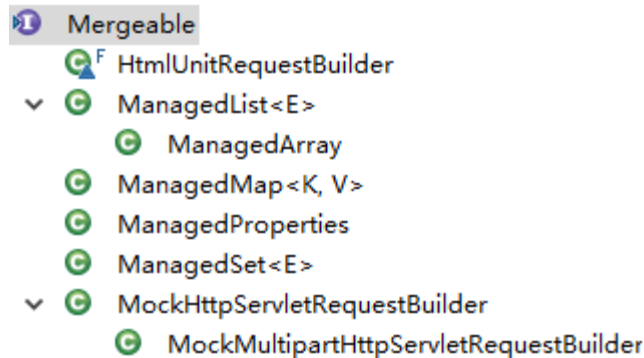 Mergeable
HtmlUnitRequestBuilder
ManagedList<E>
ManagedArray
ManagedMap<K, V>
ManagedProperties
ManagedSet<E>
MockHttpServletRequestBuilder
MockMultipartHttpServletRequestBuilder